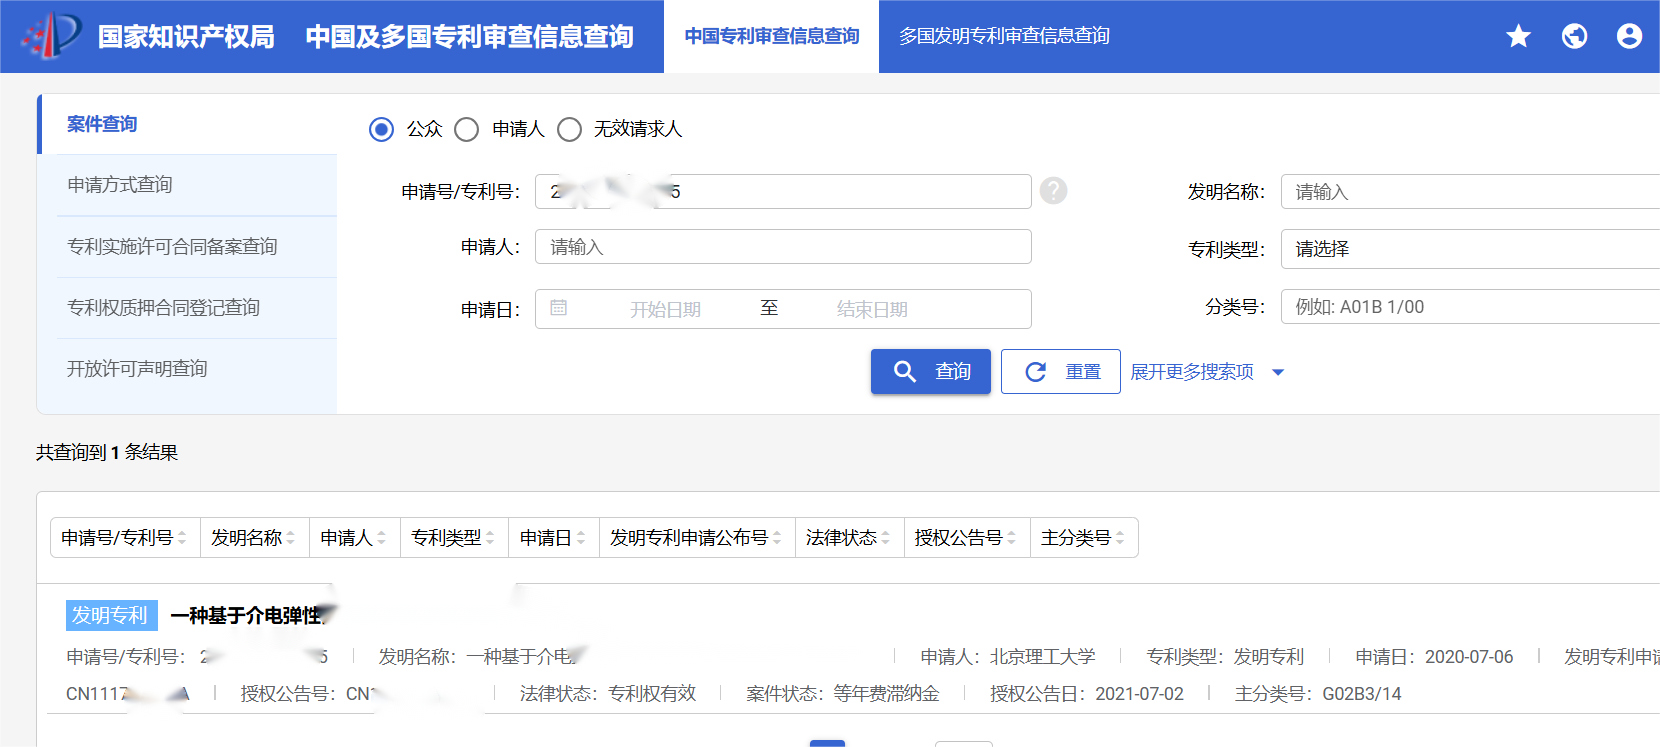 国家知识产权局 中国及多国专利审查信息查询 中国专利审查信息查询 多国发明专利审查信息查询
案件查询
申请方式查询
专利实施许可合同备案查询
专利权质押合同登记查询
开放许可声明查询
公众 申请人 无效请求人
申请号/专利号： 2 5 ? 发明名称： 请输入
申请人： 请输入 专利类型： 请选择
申请日： 开始日期 至 结束日期 分类号： 例如: A01B 1/00
查询 重置 展开更多搜索项
共查询到 1 条结果
申请号/专利号 发明名称 申请人 专利类型 申请日 发明专利申请公布号 法律状态 授权公告号 主分类号
发明专利 一种基于介电弹性
申请号/专利号： 2 5 发明名称：一种基于介电 申请人：北京理工大学 专利类型：发明专利 申请日：2020-07-06 发明专利申请
CN1117 A 授权公告号：CN1 法律状态：专利权有效 案件状态：等年费滞纳金 授权公告日：2021-07-02 主分类号：G02B3/14